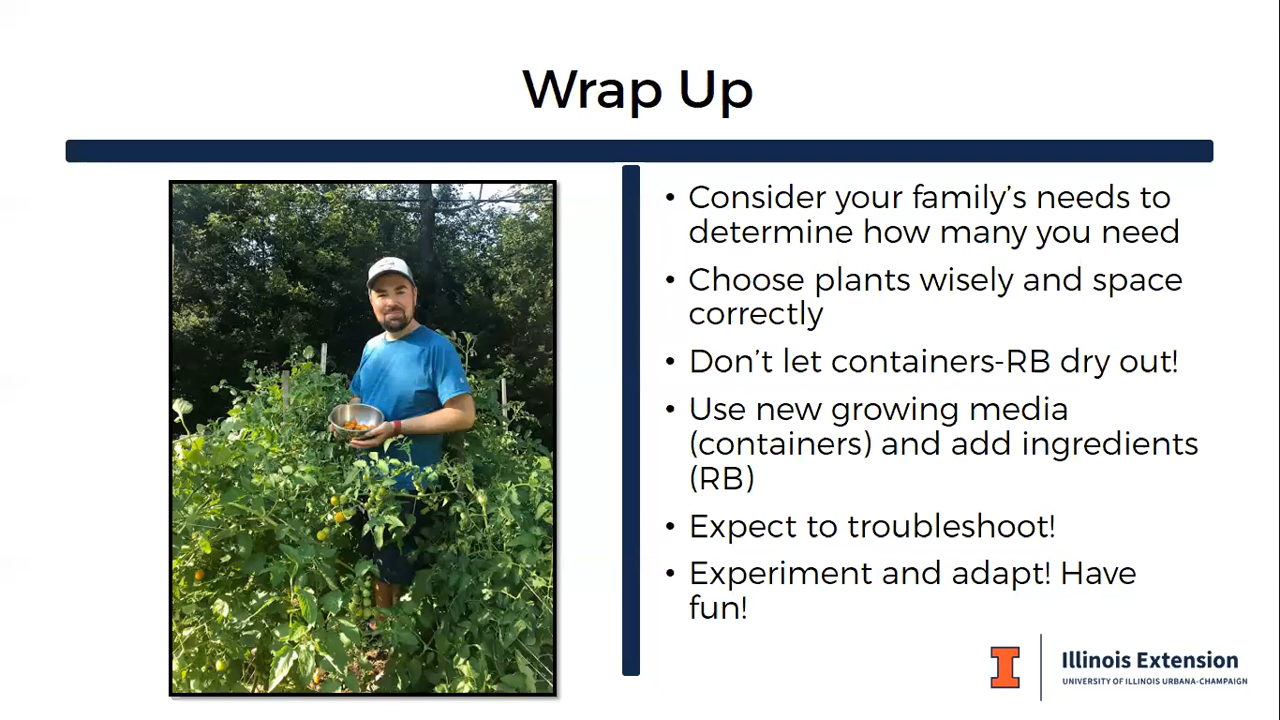 Wrap Up
• Consider your family’s needs to
determine how many you need
• Choose plants wisely and space
correctly
• Don’t let containers-RB dry out!
• Use new growing media
(containers) and add ingredients
(RB)
• Expect to troubleshoot!
• Experiment and adapt! Have
fun!
I
Illinois Extension
UNIVERSITY OF ILLINOIS URBANA-CHAMPAIGN